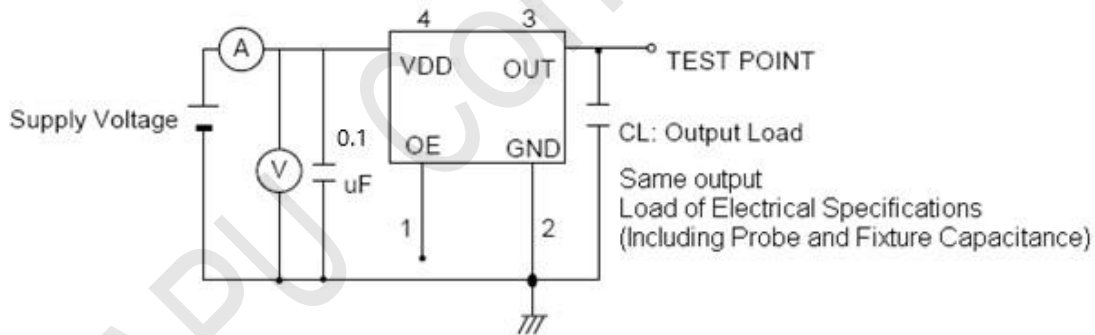 4 3
A
VDD OUT
TEST POINT
Supply Voltage
0.1
uF
V
OE GND
CL: Output Load
Same output
Load of Electrical Specifications
(Including Probe and Fixture Capacitance)
1 2